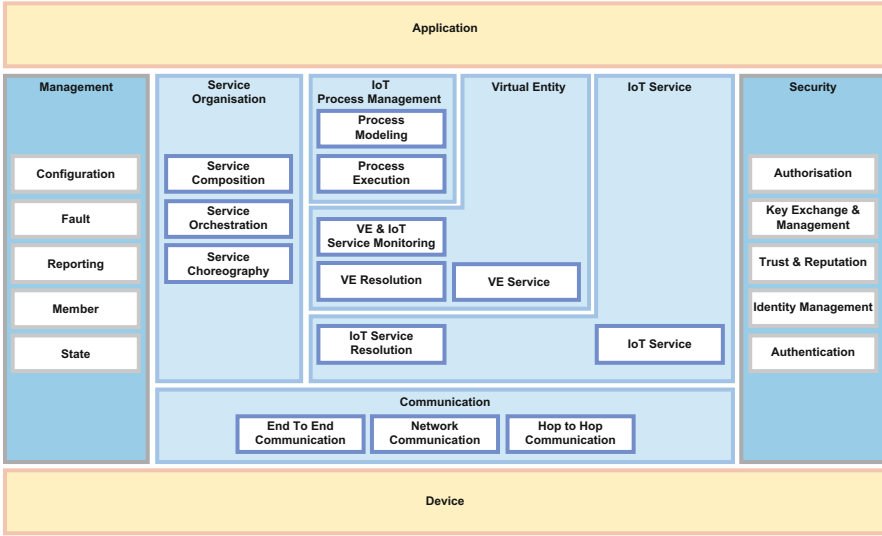 Application
Management
Configuration
Fault
Reporting
Member
State
Service
Organisation
Service
Composition
Service
Orchestration
Service
Choreography
IoT
Process Management
Process
Modeling
Process
Execution
Virtual Entity
VE & IoT
Service Monitoring
VE Resolution
VE Service
IoT Service
IoT Service
Resolution
IoT Service
Communication
End To End
Communication
Network
Communication
Hop to Hop
Communication
Security
Authorisation
Key Exchange &
Management
Trust & Reputation
Identity Management
Authentication
Device